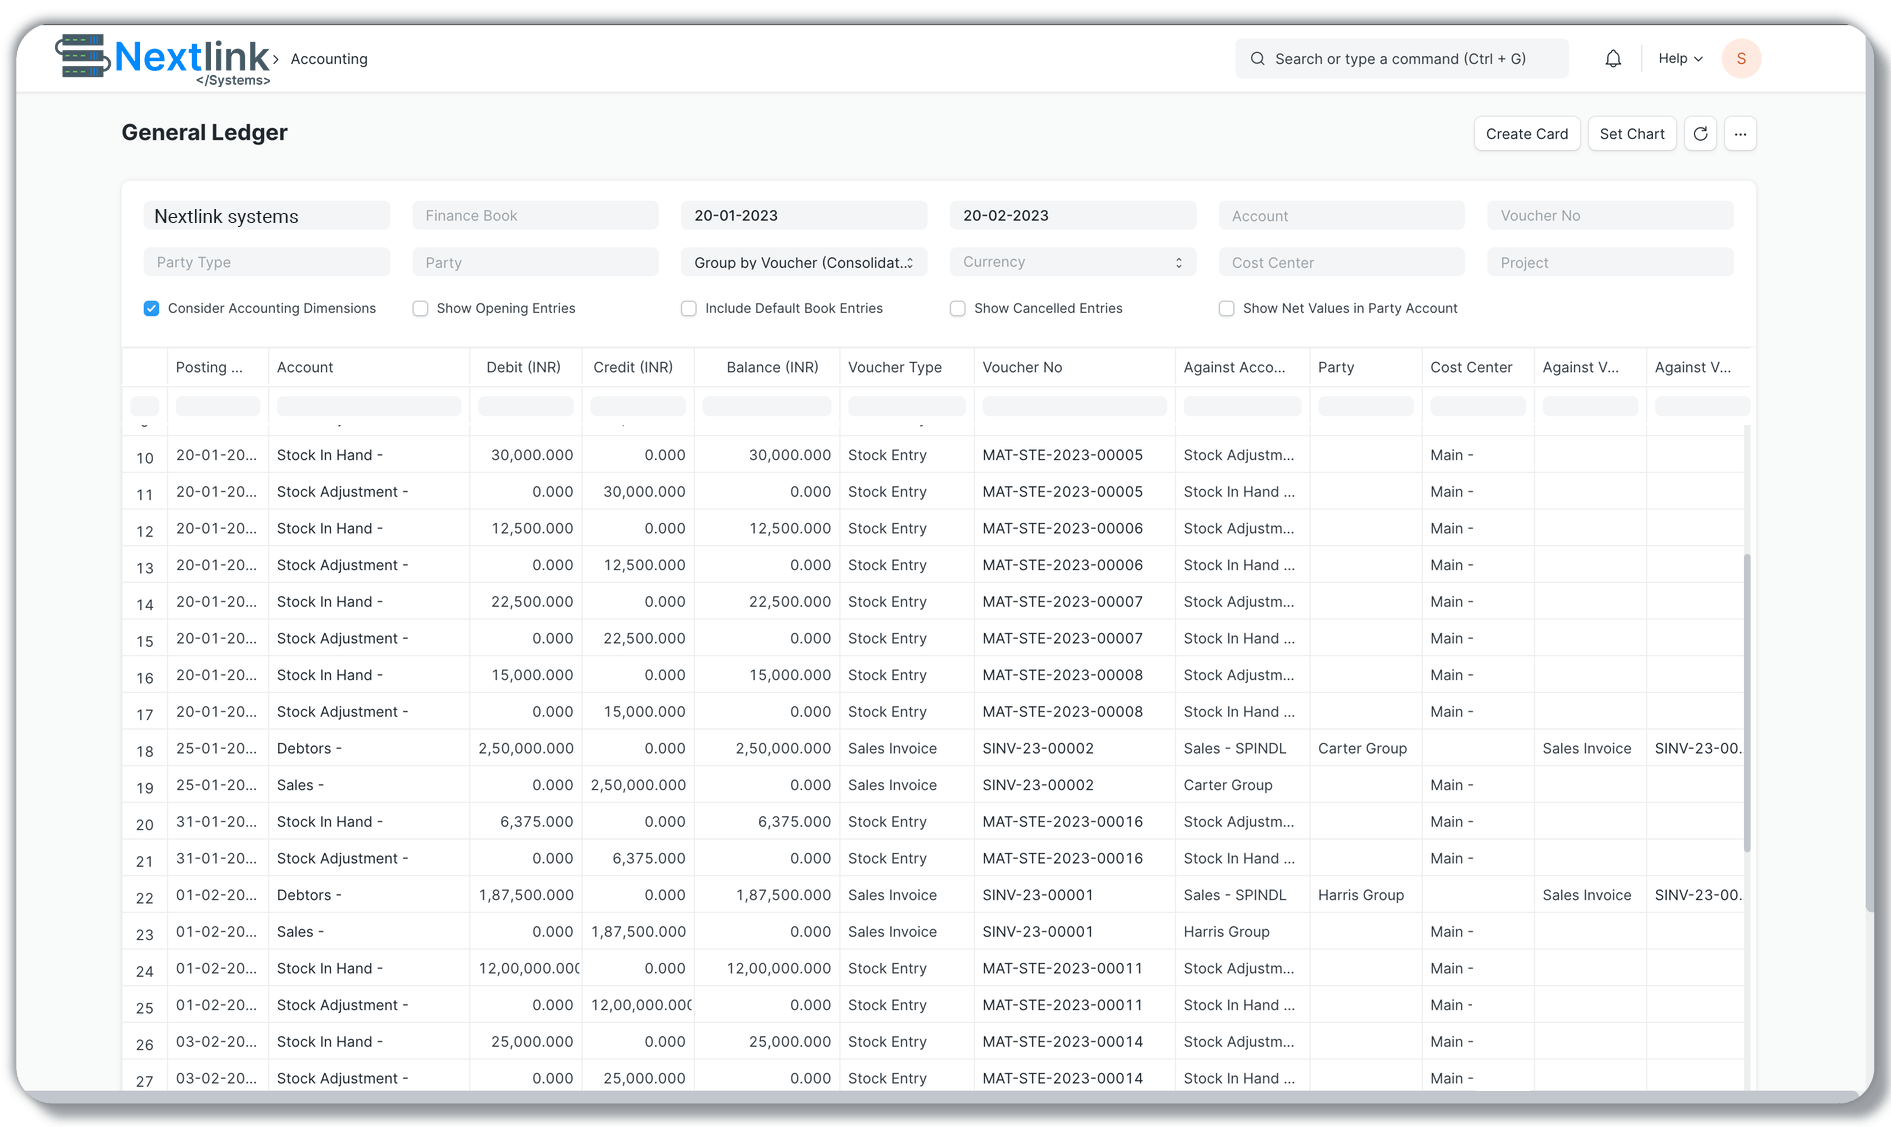 Nextlink > Accounting Search or type a command (Ctrl + G) Help S
</Systems>
General Ledger Create Card Set Chart ...
Nextlink systems Finance Book 20-01-2023 20-02-2023 Account Voucher No
Party Type Party Group by Voucher (Consolidat... Currency Cost Center Project
Consider Accounting Dimensions Show Opening Entries Include Default Book Entries Show Cancelled Entries Show Net Values in Party Account
Posting ... Account Debit (INR) Credit (INR) Balance (INR) Voucher Type Voucher No Against Acco... Party Cost Center Against V... Against V...
10 20-01-20... Stock In Hand - 30,000.000 0.000 30,000.000 Stock Entry MAT-STE-2023-00005 Stock Adjustm... Main -
11 20-01-20... Stock Adjustment - 0.000 30,000.000 0.000 Stock Entry MAT-STE-2023-00005 Stock In Hand ... Main -
12 20-01-20... Stock In Hand - 12,500.000 0.000 12,500.000 Stock Entry MAT-STE-2023-00006 Stock Adjustm... Main -
13 20-01-20... Stock Adjustment - 0.000 12,500.000 0.000 Stock Entry MAT-STE-2023-00006 Stock In Hand ... Main -
14 20-01-20... Stock In Hand - 22,500.000 0.000 22,500.000 Stock Entry MAT-STE-2023-00007 Stock Adjustm... Main -
15 20-01-20... Stock Adjustment - 0.000 22,500.000 0.000 Stock Entry MAT-STE-2023-00007 Stock In Hand ... Main -
16 20-01-20... Stock In Hand - 15,000.000 0.000 15,000.000 Stock Entry MAT-STE-2023-00008 Stock Adjustm... Main -
17 20-01-20... Stock Adjustment - 0.000 15,000.000 0.000 Stock Entry MAT-STE-2023-00008 Stock In Hand ... Main -
18 25-01-20... Debtors - 2,50,000.000 0.000 2,50,000.000 Sales Invoice SINV-23-00002 Sales - SPINDL Carter Group Sales Invoice SINV-23-00..
19 25-01-20... Sales - 0.000 2,50,000.000 0.000 Sales Invoice SINV-23-00002 Carter Group Main -
20 31-01-20... Stock In Hand - 6,375.000 0.000 6,375.000 Stock Entry MAT-STE-2023-00016 Stock Adjustm... Main -
21 31-01-20... Stock Adjustment - 0.000 6,375.000 0.000 Stock Entry MAT-STE-2023-00016 Stock In Hand ... Main -
22 01-02-20... Debtors - 1,87,500.000 0.000 1,87,500.000 Sales Invoice SINV-23-00001 Sales - SPINDL Harris Group Sales Invoice SINV-23-00..
23 01-02-20... Sales - 0.000 1,87,500.000 0.000 Sales Invoice SINV-23-00001 Harris Group Main -
24 01-02-20... Stock In Hand - 12,00,000.000 0.000 12,00,000.000 Stock Entry MAT-STE-2023-00011 Stock Adjustm... Main -
25 01-02-20... Stock Adjustment - 0.000 12,00,000.000 0.000 Stock Entry MAT-STE-2023-00011 Stock In Hand ... Main -
26 03-02-20... Stock In Hand - 25,000.000 0.000 25,000.000 Stock Entry MAT-STE-2023-00014 Stock Adjustm... Main -
27 03-02-20... Stock Adjustment - 0.000 25,000.000 0.000 Stock Entry MAT-STE-2023-00014 Stock In Hand ... Main -